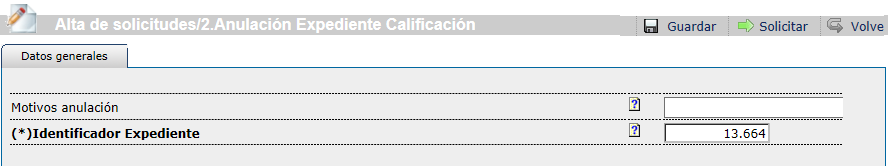 Alta de solicitudes/2.Anulación Expediente Calificación
Guardar Solicitar Volve
Datos generales
Motivos anulación ?
(*)Identificador Expediente ? 13.664